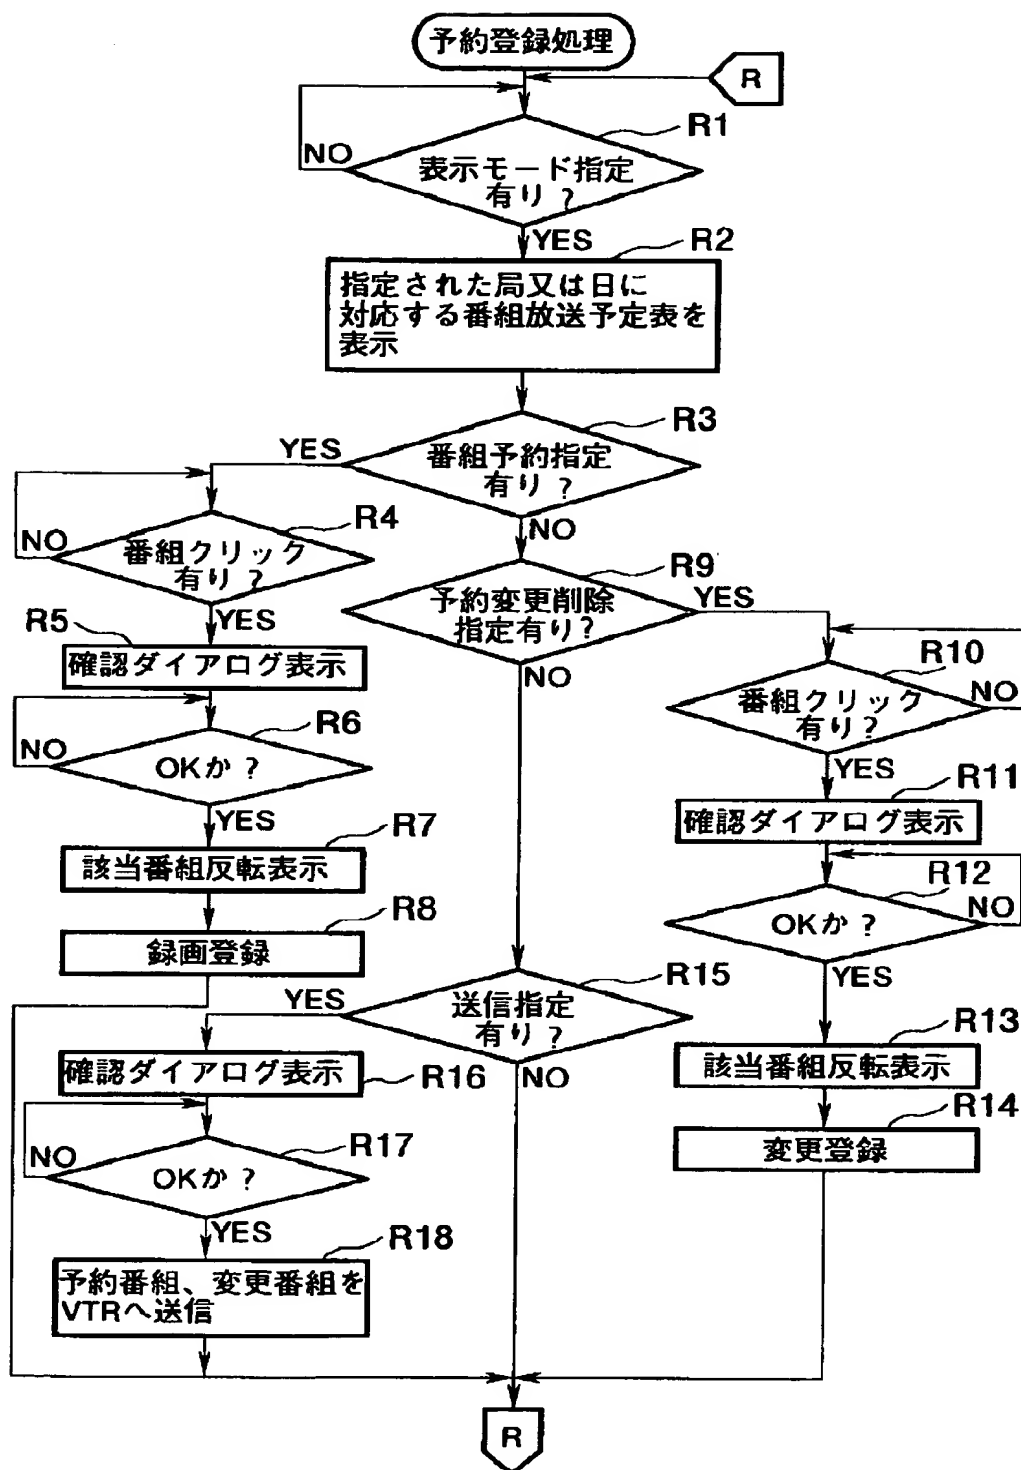 予約登録処理
R
R1
NO
表示モード指定
有り？
YES
R2
指定された局又は日に
対応する番組放送予定表を
表示
R3
YES
番組予約指定
有り？
NO
R4
NO
番組クリック
有り？
YES
R5
確認ダイアログ表示
R6
NO
OKか？
YES
R7
該当番組反転表示
R8
録画登録
R9
予約変更削除
指定有り？
YES
NO
R10
番組クリック
有り？
NO
YES
R11
確認ダイアログ表示
R12
OKか？
NO
YES
R13
該当番組反転表示
R14
変更登録
R15
YES
送信指定
有り？
NO
確認ダイアログ表示
R16
R17
NO
OKか？
YES
R18
予約番組、変更番組を
VTRへ送信
R